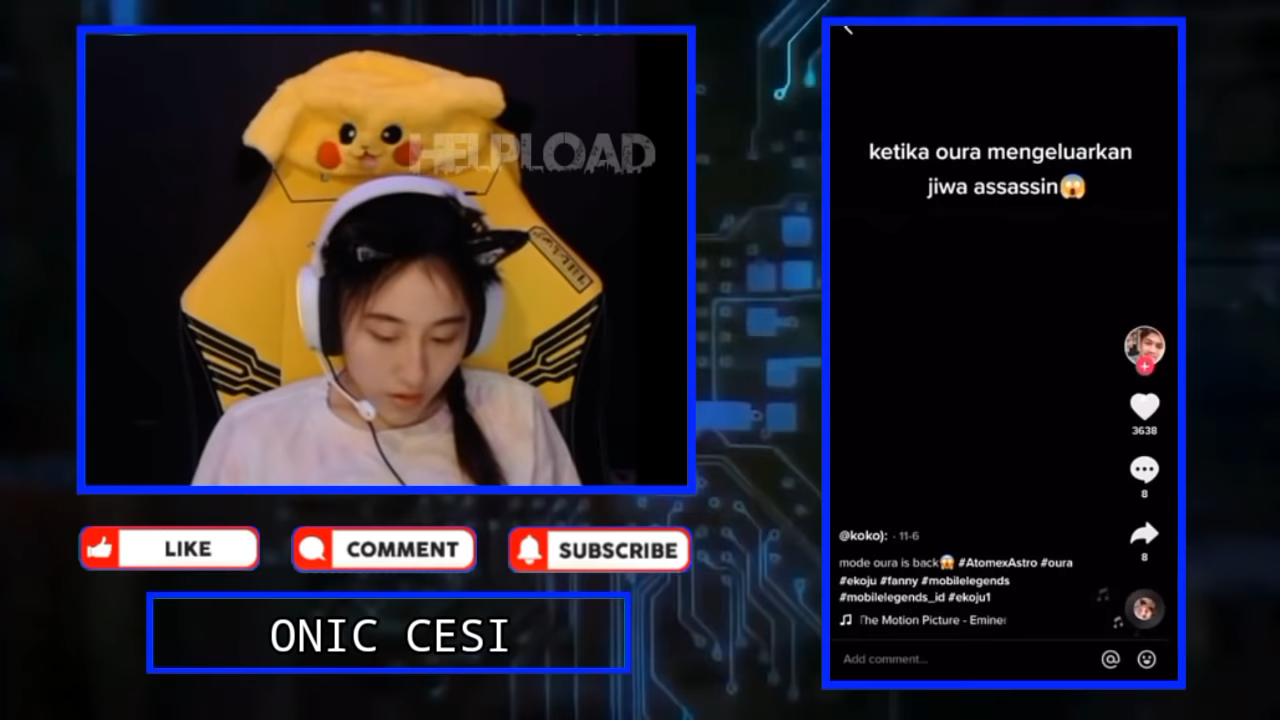 HELPLOAD
LIKE
COMMENT
SUBSCRIBE
ONIC CESI
ketika oura mengeluarkan
jiwa assassin😱
3638
8
8
@koko): · 11-6
mode oura is back😱 #AtomexAstro #oura
#ekoju #fanny #mobilelegends
#mobilelegends_id #ekoju1
The Motion Picture - Emine
Add comment...